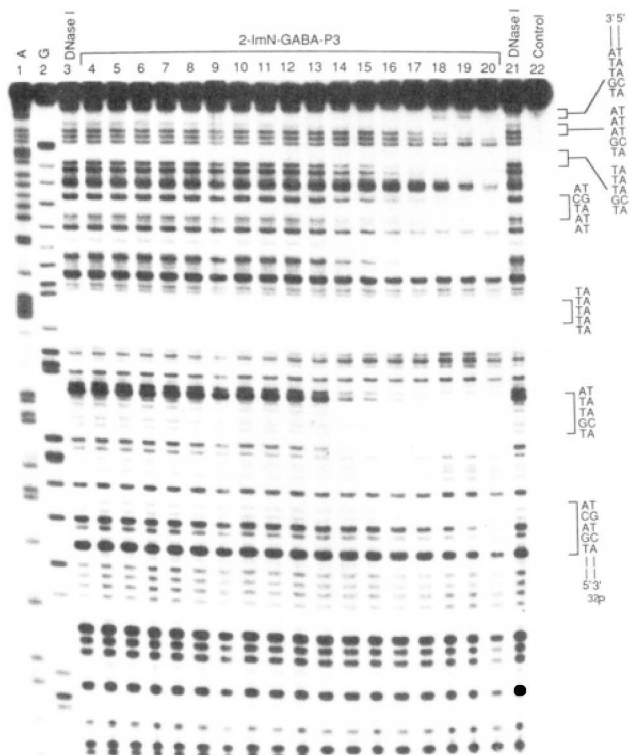 A G DNase I 2-ImN-GABA-P3 DNase I Control
1 2 3 4 5 6 7 8 9 10 11 12 13 14 15 16 17 18 19 20 21 22
3' 5'
AT
TA
TA
GC
TA
AT
AT
AT
GC
TA
TA
TA
TA
GC
TA
AT
CG
TA
AT
AT
TA
TA
TA
TA
TA
AT
TA
TA
GC
TA
AT
CG
AT
GC
TA
5' 3'
32P